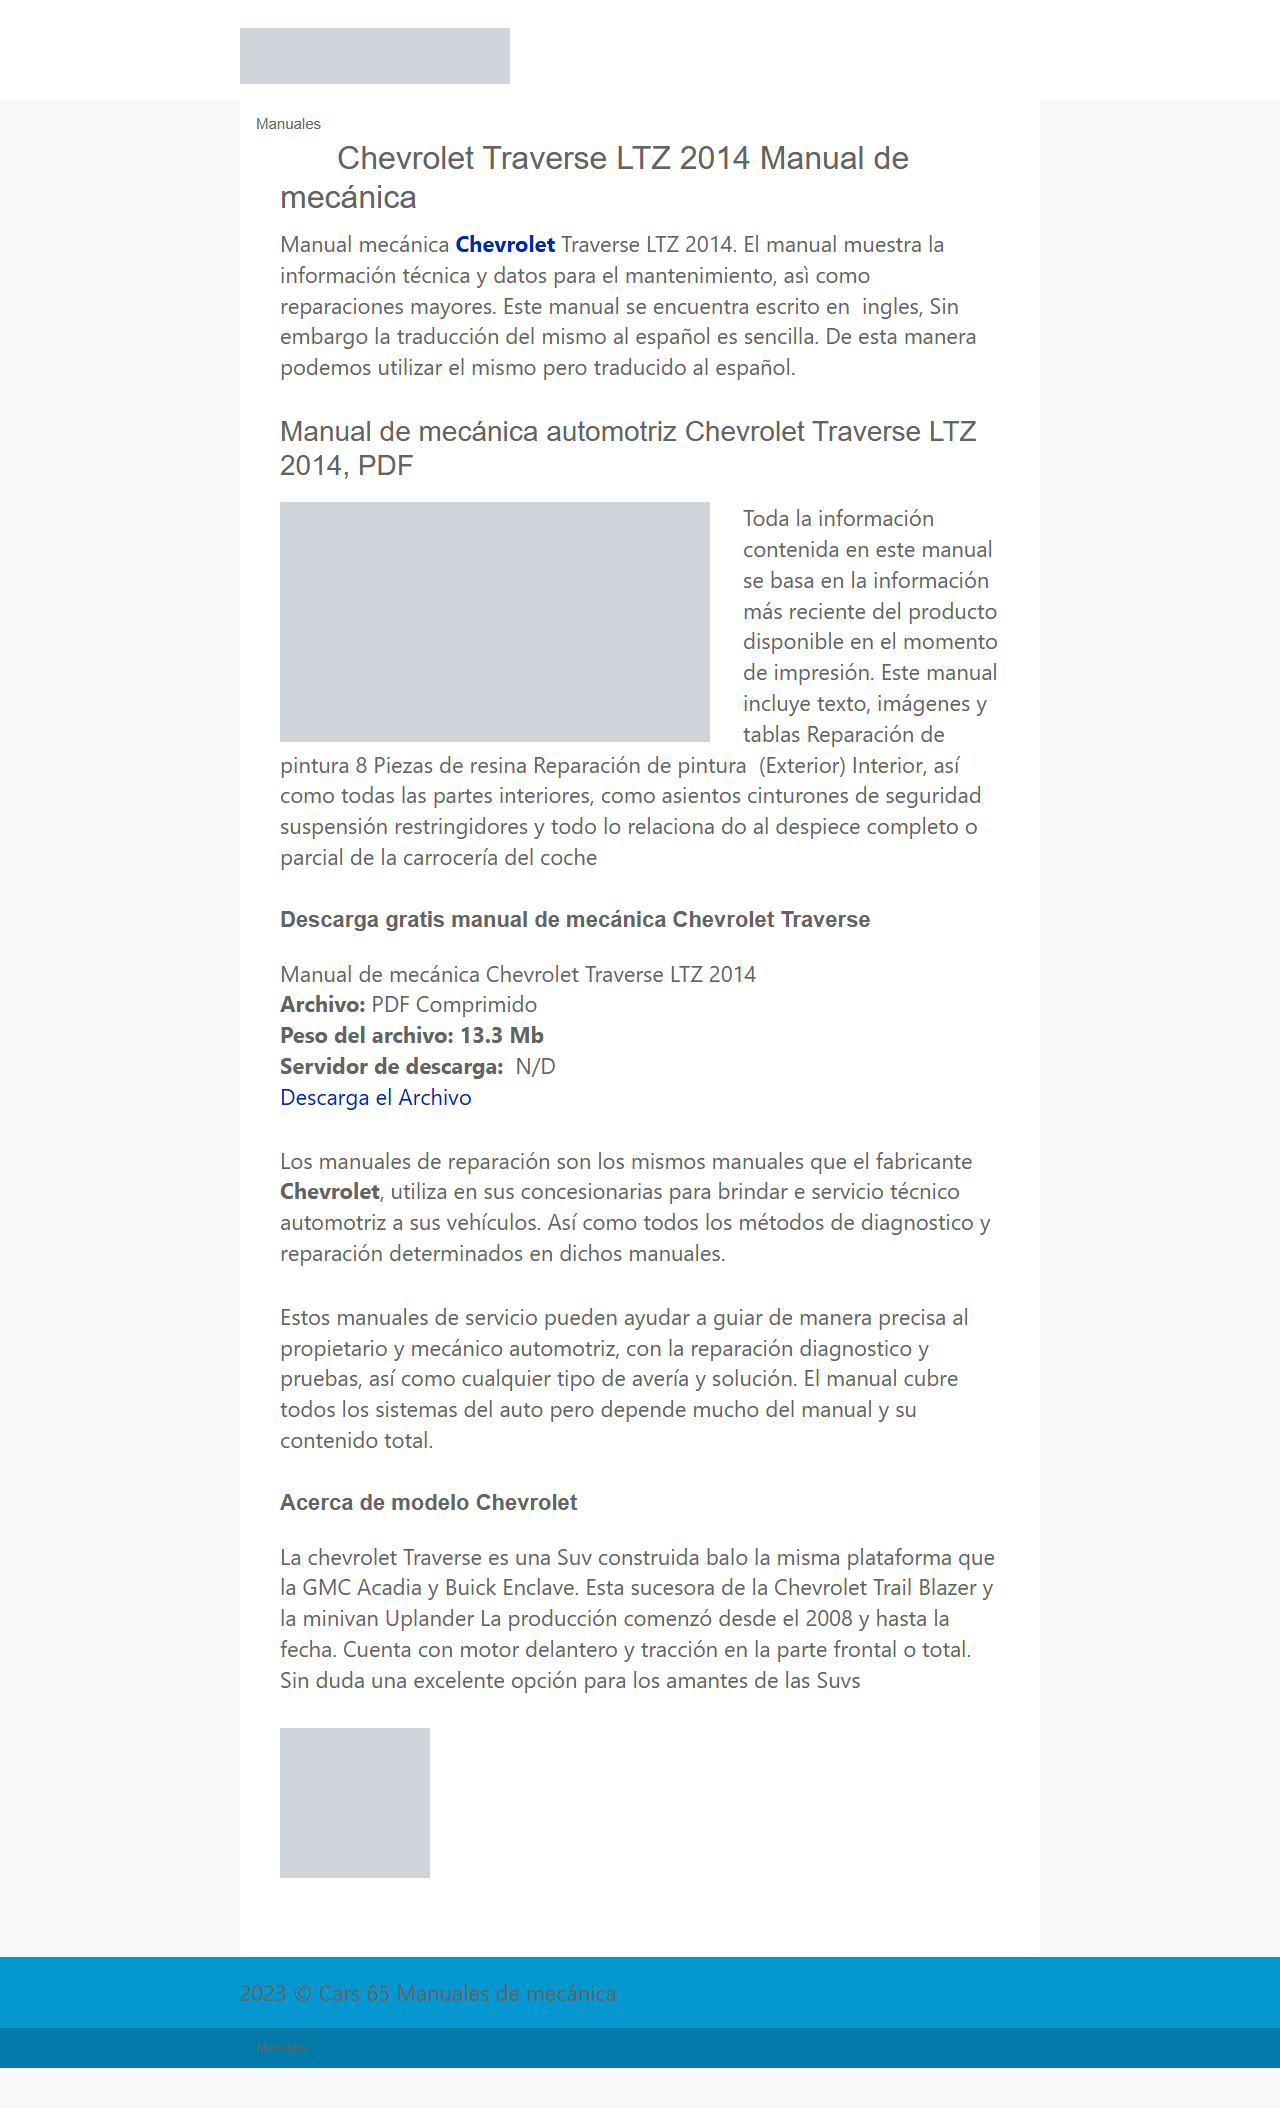 Manuales
Chevrolet Traverse LTZ 2014 Manual de
mecánica
Manual mecánica Chevrolet Traverse LTZ 2014. El manual muestra la
información técnica y datos para el mantenimiento, asì como
reparaciones mayores. Este manual se encuentra escrito en  ingles, Sin
embargo la traducción del mismo al español es sencilla. De esta manera
podemos utilizar el mismo pero traducido al español.
Manual de mecánica automotriz Chevrolet Traverse LTZ
2014, PDF
Toda la información
contenida en este manual
se basa en la información
más reciente del producto
disponible en el momento
de impresión. Este manual
incluye texto, imágenes y
tablas Reparación de
pintura 8 Piezas de resina Reparación de pintura  (Exterior) Interior, así
como todas las partes interiores, como asientos cinturones de seguridad
suspensión restringidores y todo lo relaciona do al despiece completo o
parcial de la carrocería del coche
Descarga gratis manual de mecánica Chevrolet Traverse
Manual de mecánica Chevrolet Traverse LTZ 2014
Archivo: PDF Comprimido
Peso del archivo: 13.3 Mb
Servidor de descarga:  N/D
Descarga el Archivo
Los manuales de reparación son los mismos manuales que el fabricante
Chevrolet, utiliza en sus concesionarias para brindar e servicio técnico
automotriz a sus vehículos. Así como todos los métodos de diagnostico y
reparación determinados en dichos manuales.
Estos manuales de servicio pueden ayudar a guiar de manera precisa al
propietario y mecánico automotriz, con la reparación diagnostico y
pruebas, así como cualquier tipo de avería y solución. El manual cubre
todos los sistemas del auto pero depende mucho del manual y su
contenido total.
Acerca de modelo Chevrolet
La chevrolet Traverse es una Suv construida balo la misma plataforma que
la GMC Acadia y Buick Enclave. Esta sucesora de la Chevrolet Trail Blazer y
la minivan Uplander La producción comenzó desde el 2008 y hasta la
fecha. Cuenta con motor delantero y tracción en la parte frontal o total.
Sin duda una excelente opción para los amantes de las Suvs
2023 © Cars 65 Manuales de mecánica
Manuales